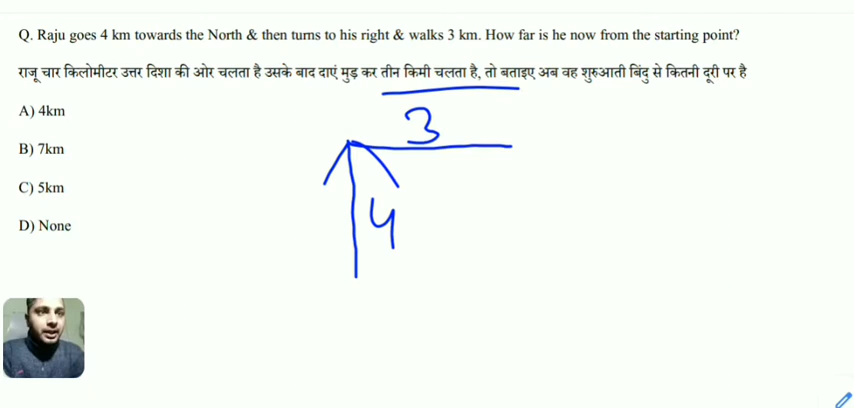 Q. Raju goes 4 km towards the North & then turns to his right & walks 3 km. How far is he now from the starting point?
राजू चार किलोमीटर उत्तर दिशा की ओर चलता है उसके बाद दाएं मुड़ कर तीन किमी चलता है, तो बताइए अब वह शुरुआती बिंदु से कितनी दूरी पर है
A) 4km
3
B) 7km
C) 5km
4
D) None